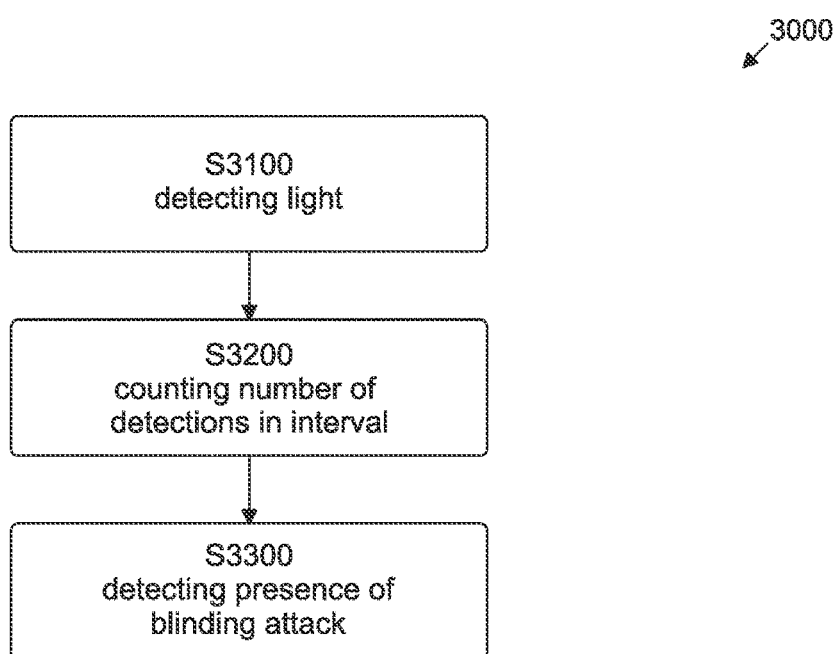 3000
S3100
detecting light
S3200
counting number of
detections in interval
S3300
detecting presence of
blinding attack